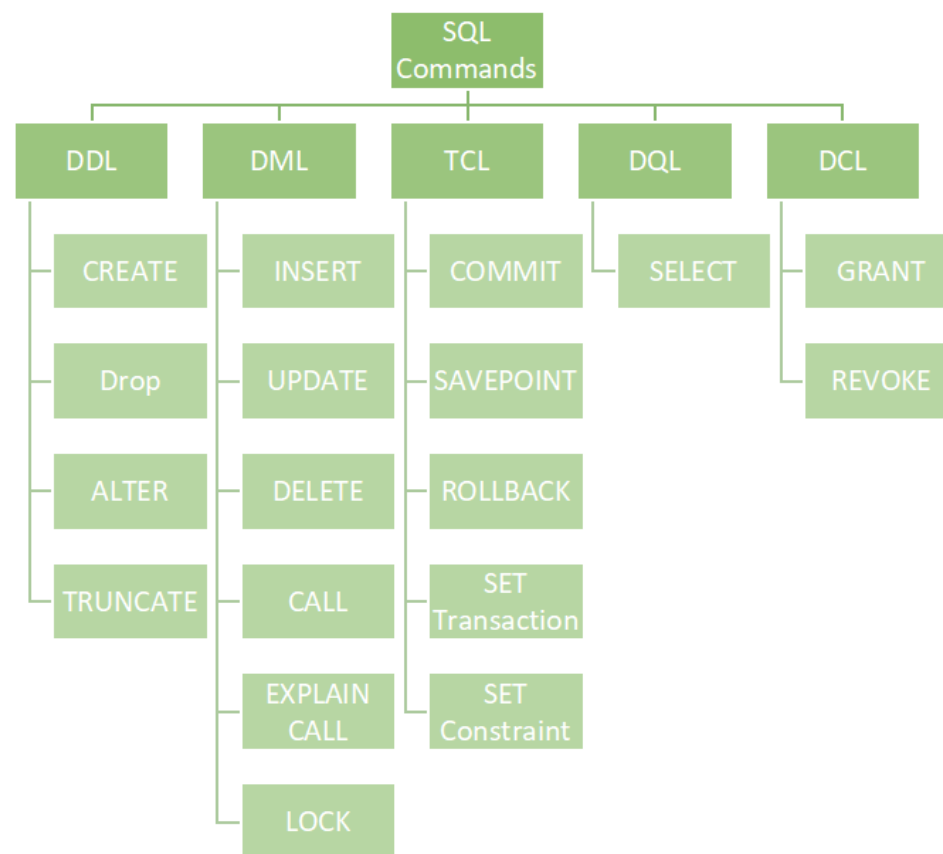 SQL
Commands
DDL
DML
TCL
DQL
DCL
CREATE
INSERT
COMMIT
SELECT
GRANT
Drop
UPDATE
SAVEPOINT
REVOKE
ALTER
DELETE
ROLLBACK
TRUNCATE
CALL
SET
Transaction
EXPLAIN
CALL
SET
Constraint
LOCK